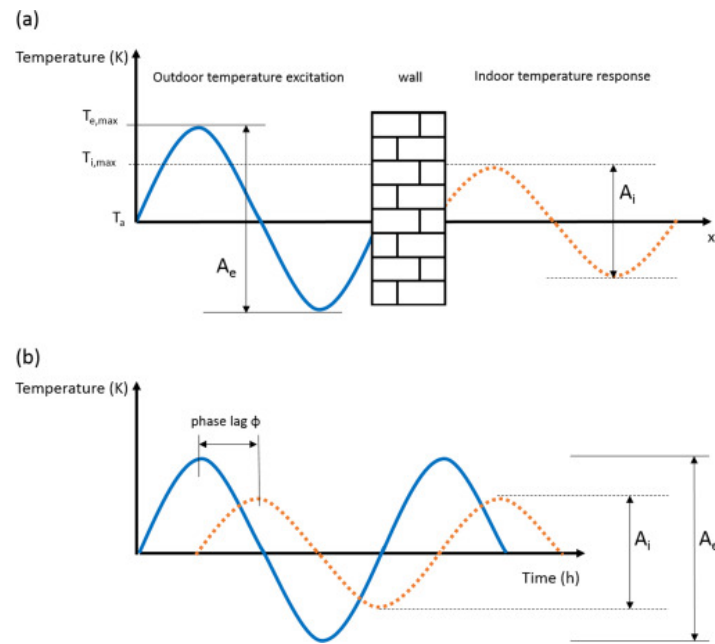 (a)
Temperature (K)
Outdoor temperature excitation
wall
Indoor temperature response
Te,max
Ti,max
Ai
Ta
x
Ae
(b)
Temperature (K)
phase lag ϕ
Ai
Ae
Time (h)